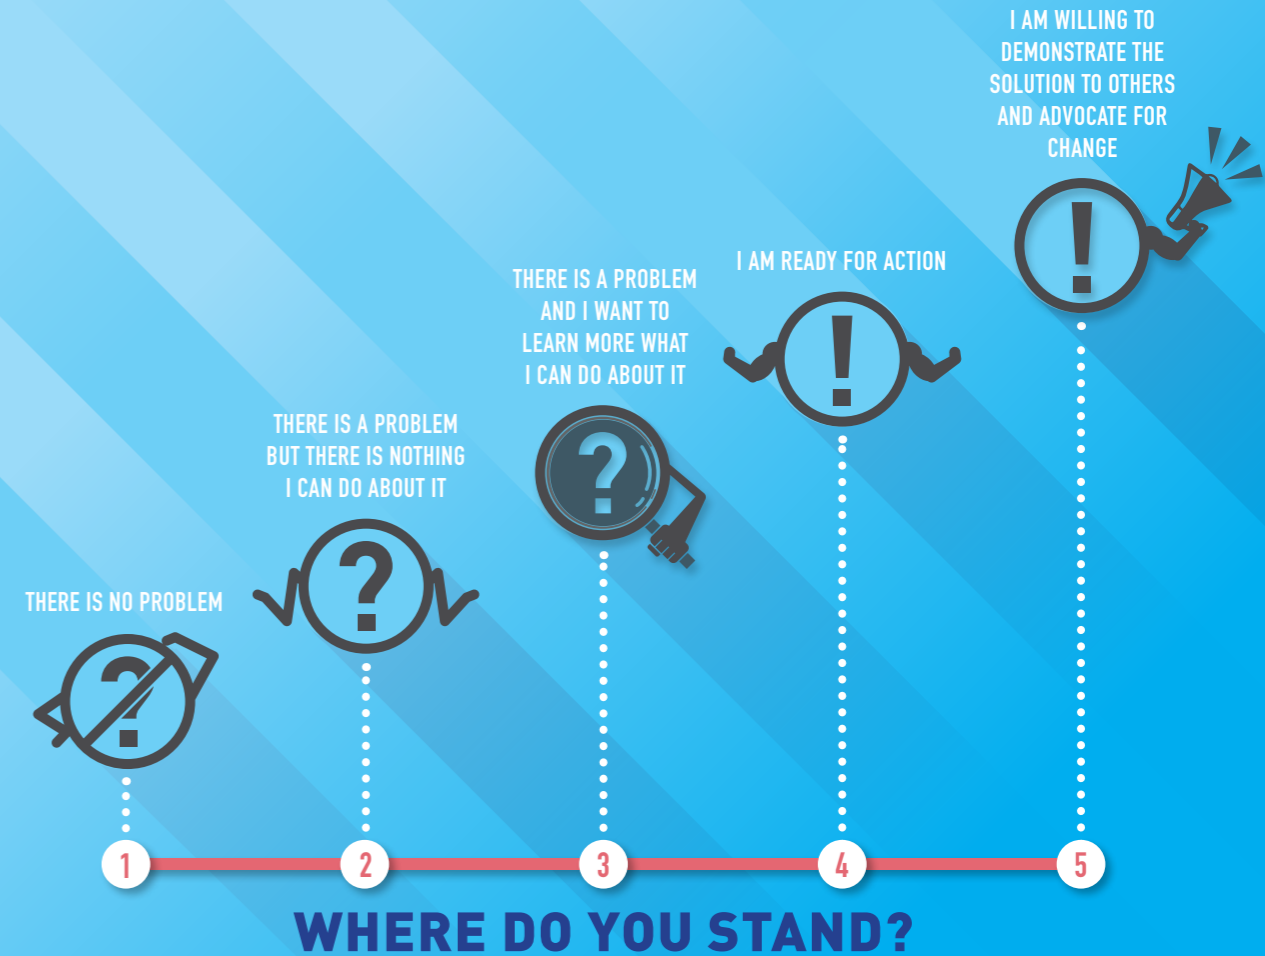 THERE IS NO PROBLEM
?
THERE IS A PROBLEM
BUT THERE IS NOTHING
I CAN DO ABOUT IT
?
THERE IS A PROBLEM
AND I WANT TO
LEARN MORE WHAT
I CAN DO ABOUT IT
?
I AM READY FOR ACTION
!
I AM WILLING TO
DEMONSTRATE THE
SOLUTION TO OTHERS
AND ADVOCATE FOR
CHANGE
!
1 2 3 4 5
WHERE DO YOU STAND?